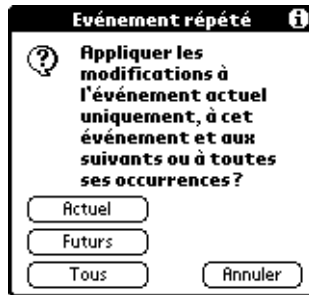 Evénement répété
Appliquer les
modifications à
l'événement actuel
uniquement, à cet
événement et aux
suivants ou à toutes
ses occurrences?
Actuel
Futurs
Tous
Annuler